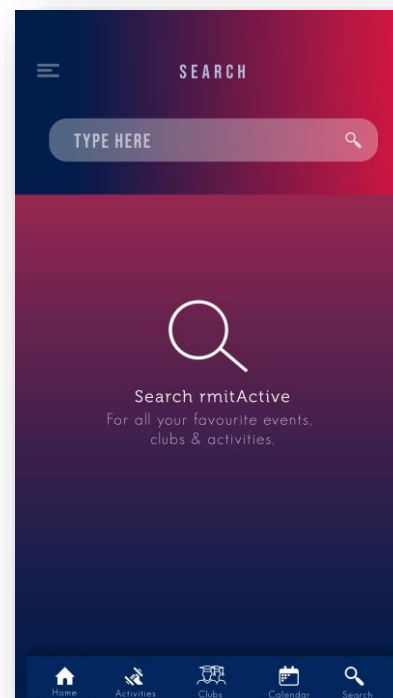 SEARCH
TYPE HERE
Search rmitActive
For all your favourite events,
clubs & activities.
Home
Activities
Clubs
Calendar
Search